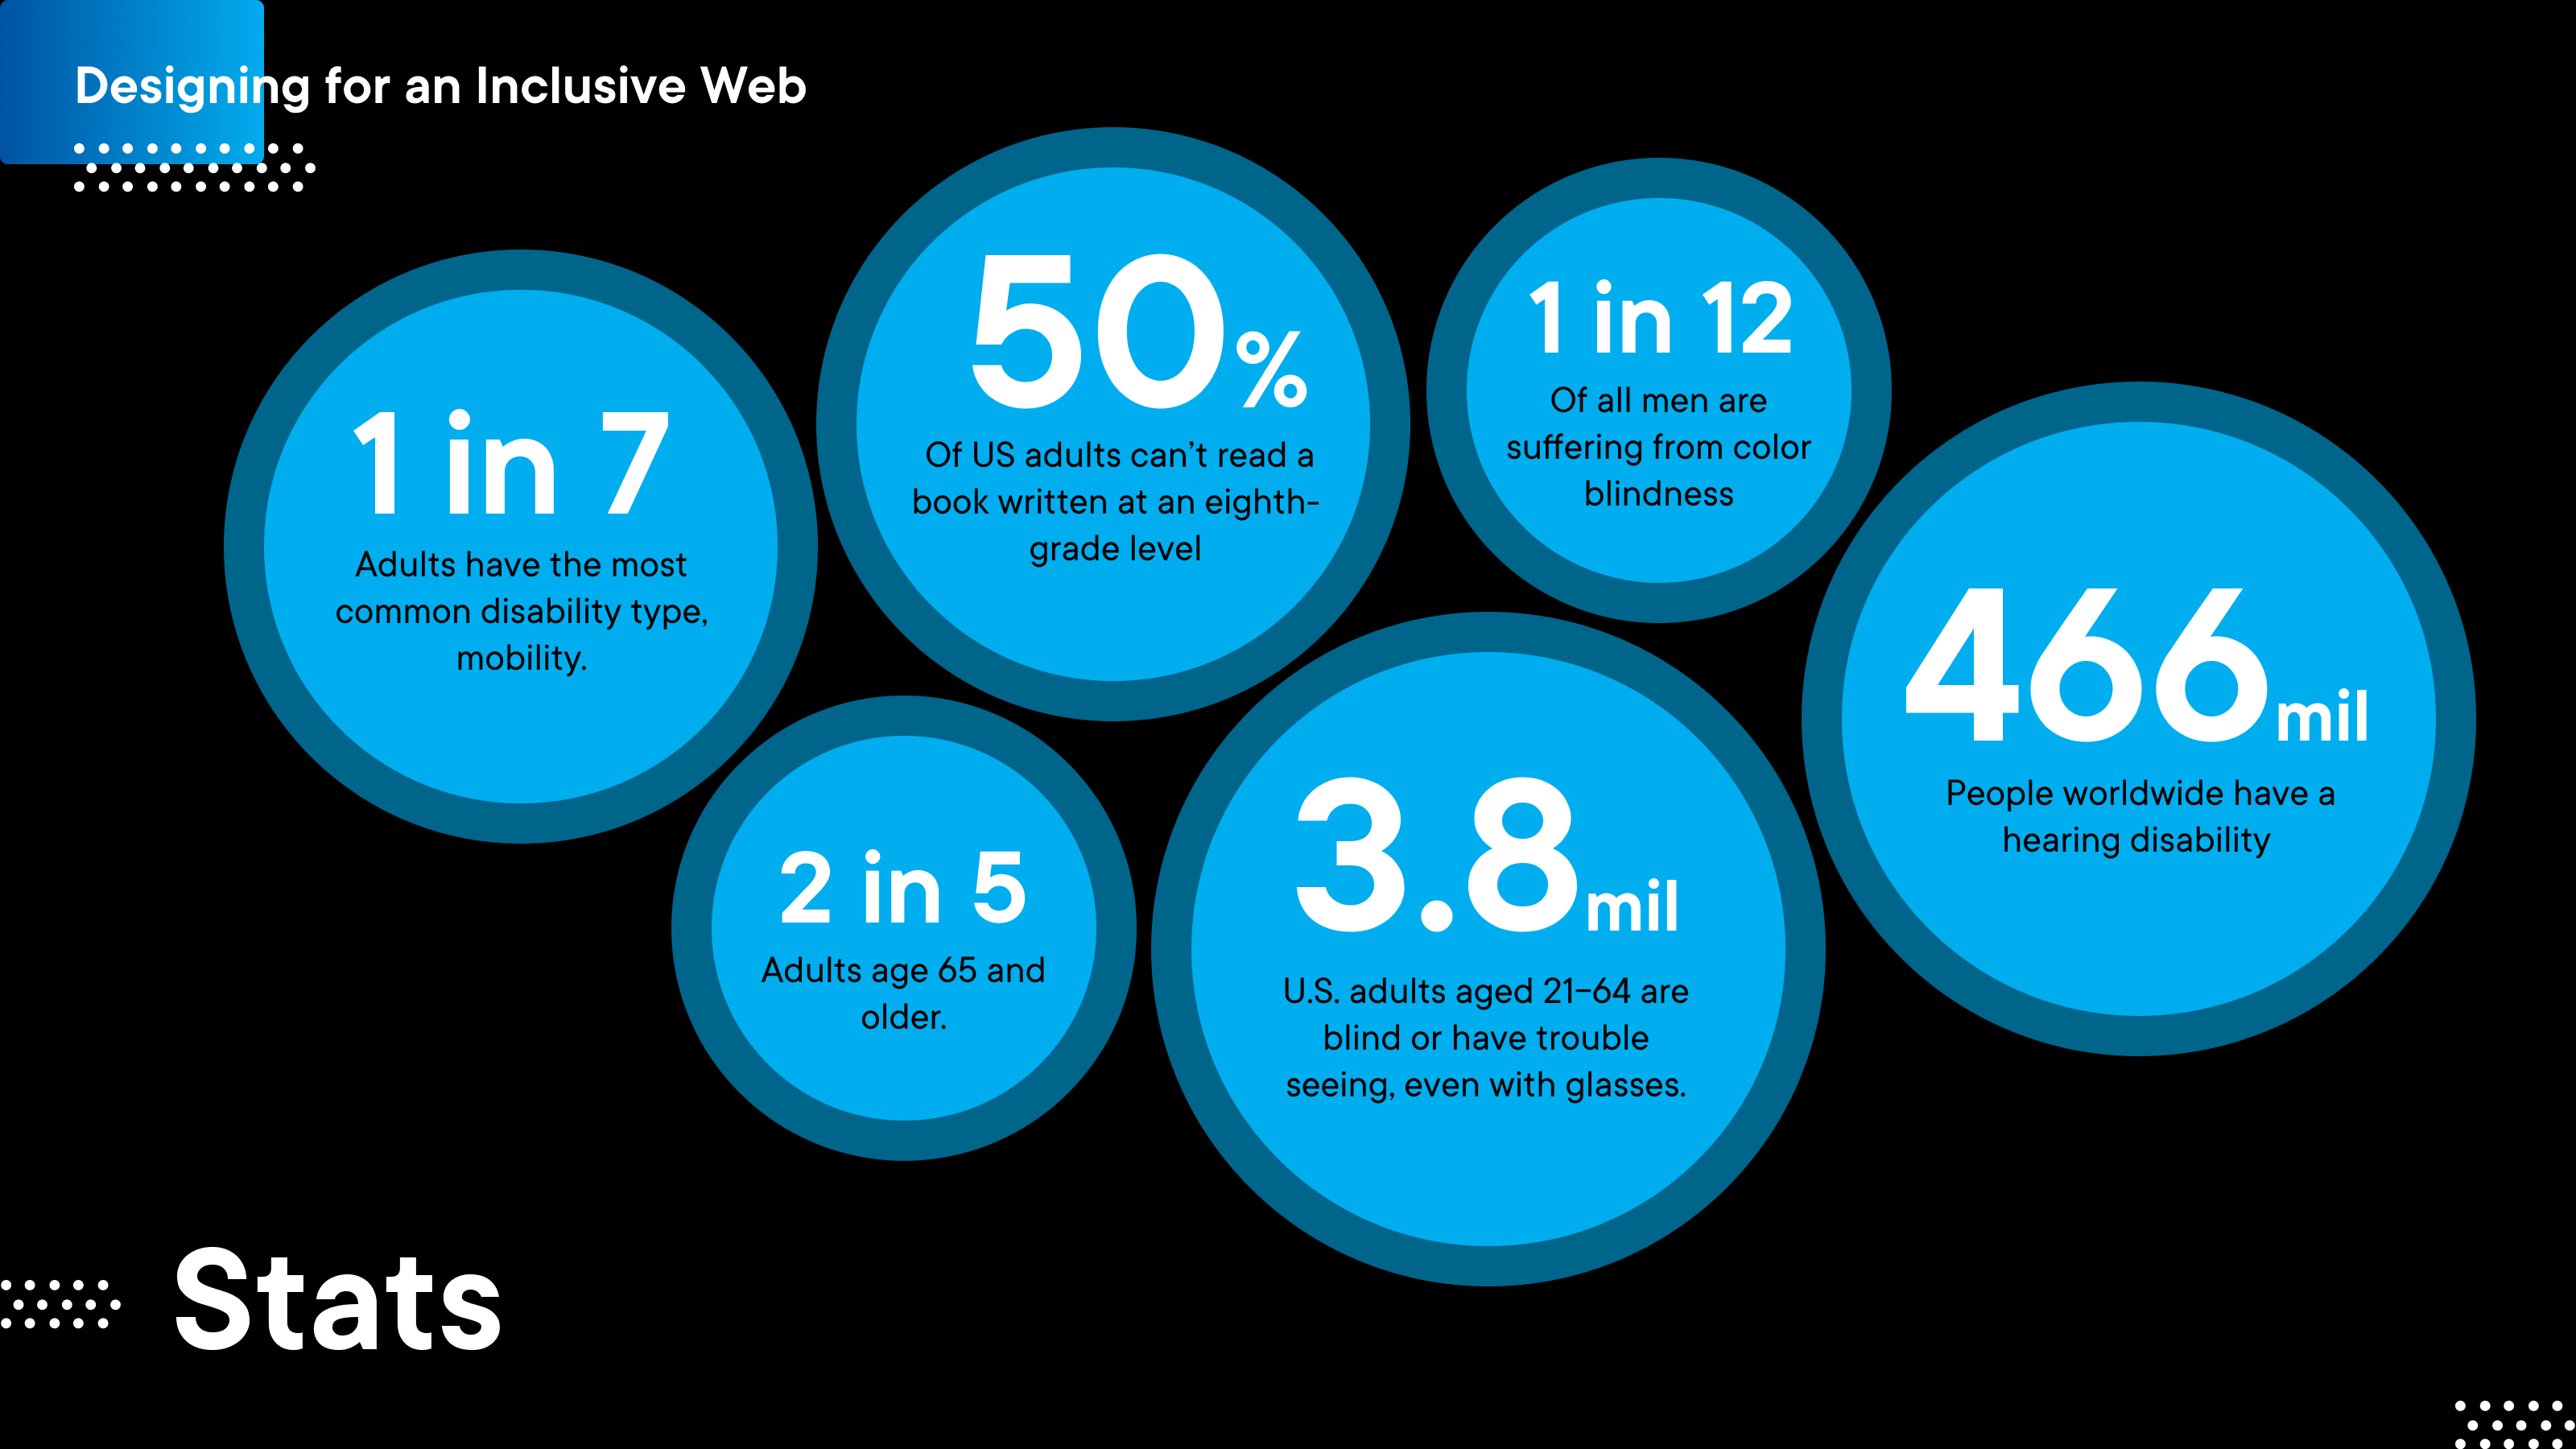 Designing for an Inclusive Web
1 in 7
Adults have the most
common disability type,
mobility.
50%
Of US adults can’t read a
book written at an eighth-
grade level
1 in 12
Of all men are
suffering from color
blindness
466mil
People worldwide have a
hearing disability
2 in 5
Adults age 65 and
older.
3.8mil
U.S. adults aged 21–64 are
blind or have trouble
seeing, even with glasses.
Stats